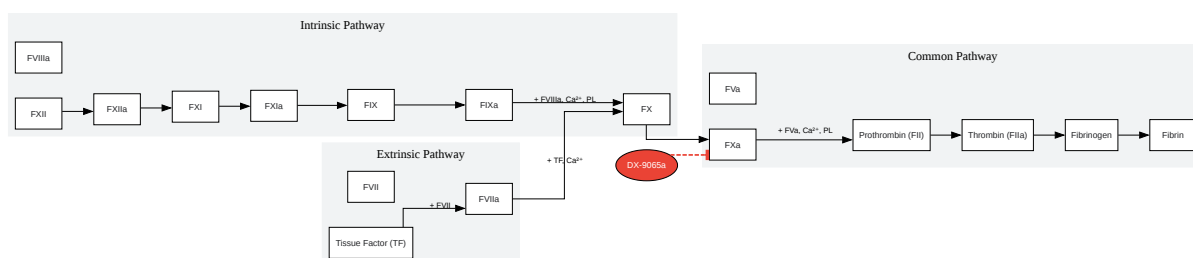 Intrinsic Pathway
FVIIIa
FXII
FXIIa
FXI
FXIa
FIX
FIXa
+ FVIIIa, Ca²⁺, PL
FX
Extrinsic Pathway
FVII
+ FVII
FVIIa
Tissue Factor (TF)
+ TF, Ca²⁺
DX-9065a
Common Pathway
FVa
FXa
+ FVa, Ca²⁺, PL
Prothrombin (FII)
Thrombin (FIIa)
Fibrinogen
Fibrin